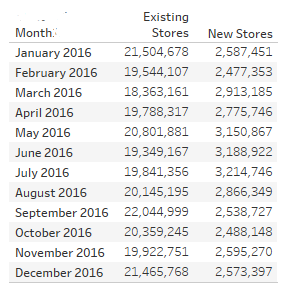 Month
Existing
Stores
New Stores
January 2016 21,504,678 2,587,451
February 2016 19,544,107 2,477,353
March 2016 18,363,161 2,913,185
April 2016 19,788,317 2,775,746
May 2016 20,801,881 3,150,867
June 2016 19,349,167 3,188,922
July 2016 19,841,356 3,214,746
August 2016 20,145,195 2,866,349
September 2016 22,044,999 2,538,727
October 2016 20,359,245 2,488,148
November 2016 19,922,751 2,595,270
December 2016 21,465,768 2,573,397